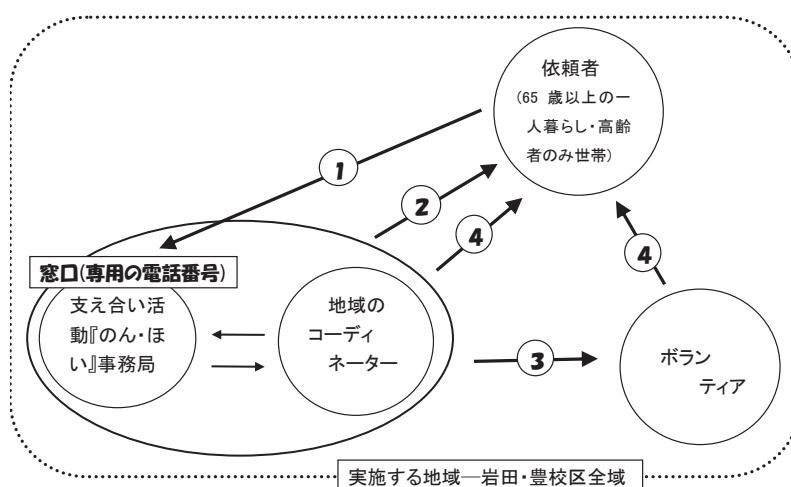 依頼者
(65 歳以上の一
人暮らし・高齢
者のみ世帯)
1
2
4
4
窓口(専用の電話番号)
支え合い活
動『のん・ほ
い』事務局
地域の
コーディ
ネーター
3
ボラン
ティア
実施する地域―岩田・豊校区全域